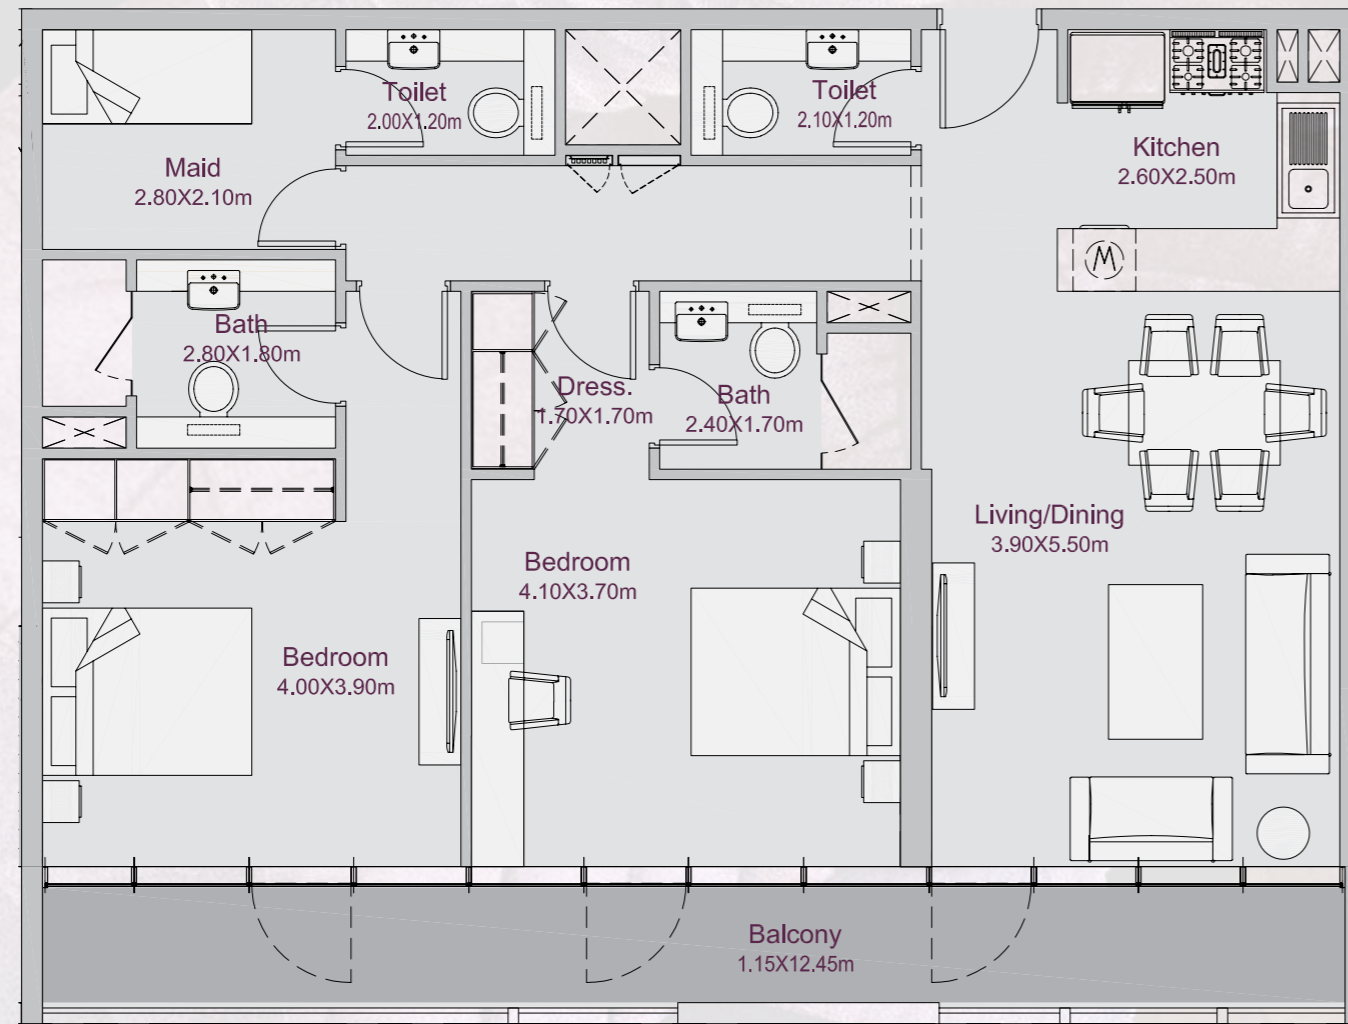 Toilet
2.00X1.20m
Toilet
2.10X1.20m
Maid
2.80X2.10m
Kitchen
2.60X2.50m
W
Bath
2.80X1.80m
Dress.
1.70X1.70m
Bath
2.40X1.70m
Living/Dining
3.90X5.50m
Bedroom
4.10X3.70m
Bedroom
4.00X3.90m
Balcony
1.15X12.45m